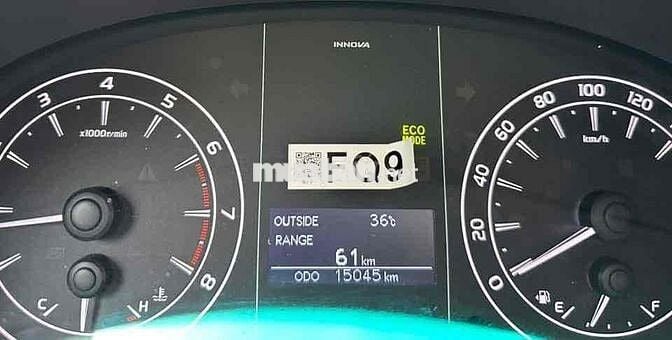 INNOVA
3 4 5 6 7 8
x1000r/min
C H
ECO
MODE
EQ9
OUTSIDE 36°C
RANGE
61 km
ODO 15045 km
0 20 40 60 80 100 120
km/h
E F